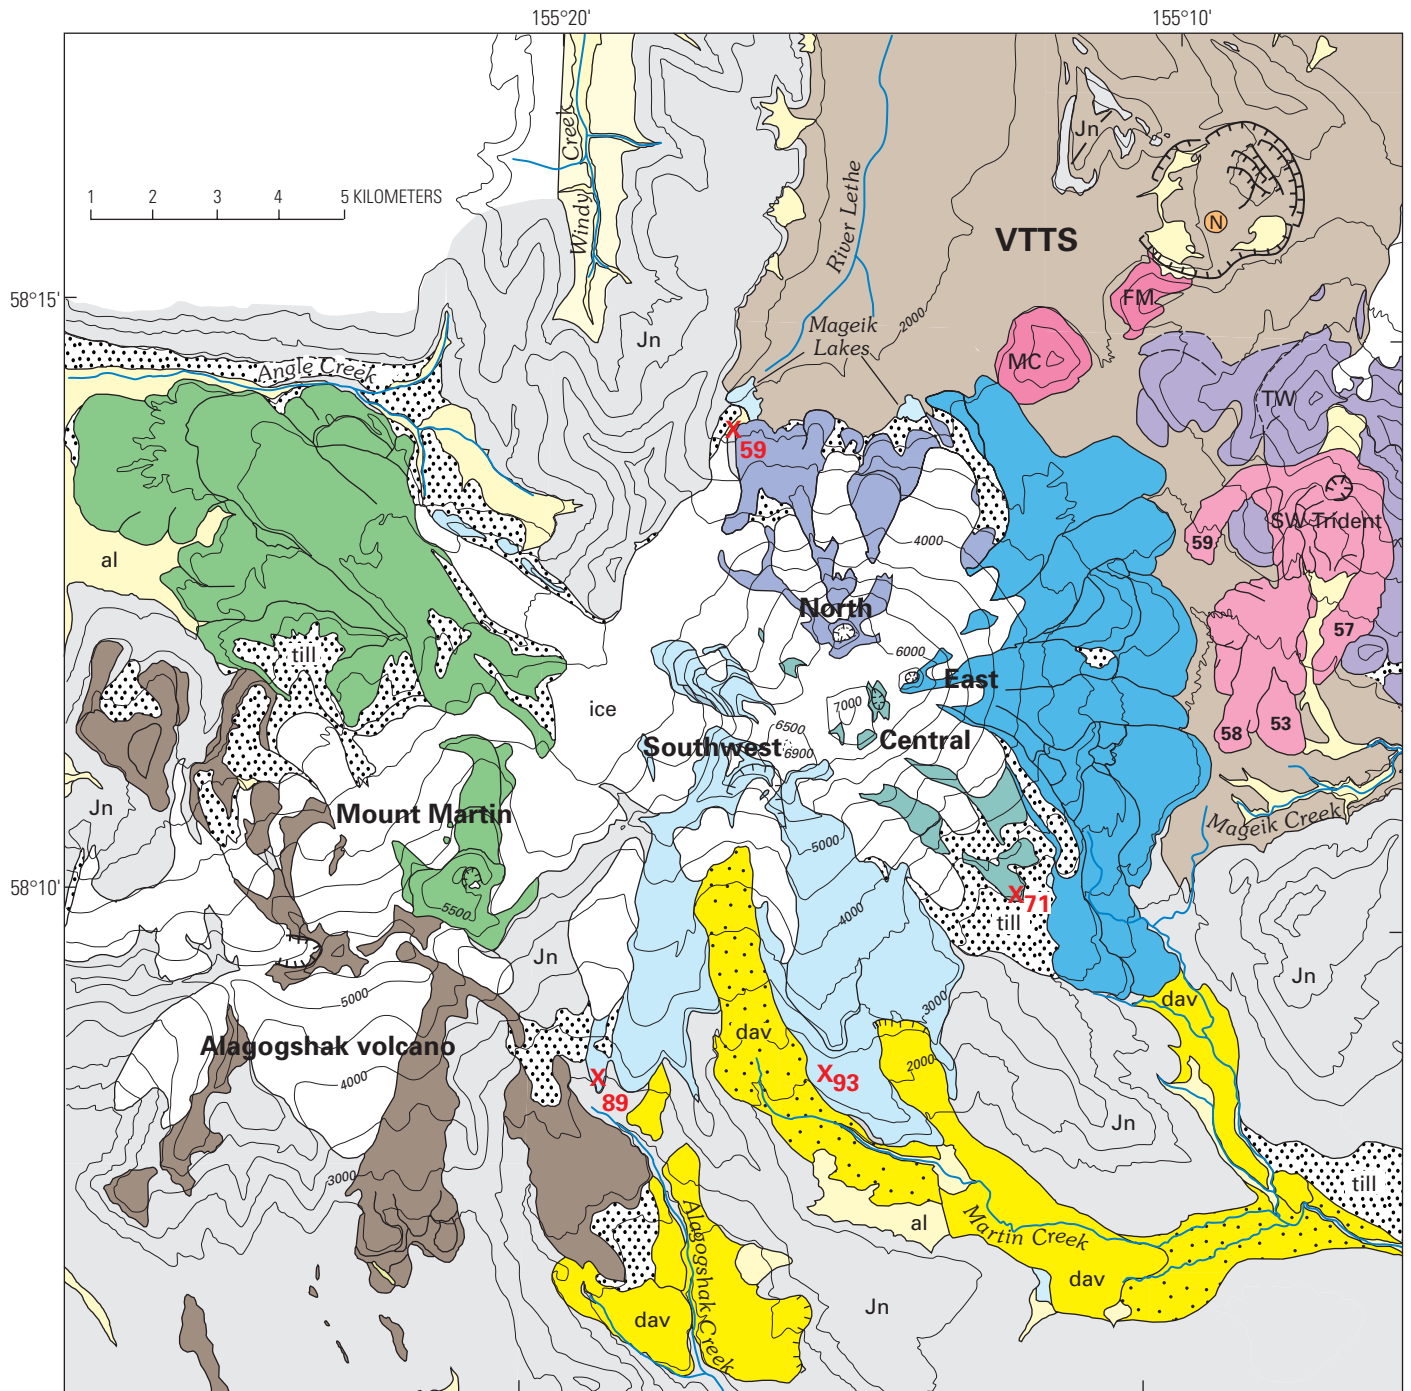 155°20'
155°10'
Windy Creek
Jn
River Lethe
N
1 2 3 4 5 KILOMETERS
VTTS
58°15'
FM
2000
Mageik
Lakes
Jn
MC
Angle Creek
TW
X
59
SW Trident
4000
59
al
North
57
till
6000
East
ice
7000
6500
Southwest
6900
Central
58
53
Jn
Mount Martin
Mageik Creek
5000
58°10'
X
71
5500
4000
till
Jn
Jn
5000
3000
dav
dav
Alagogshak volcano
2000
4000
X
93
X
89
Jn
3000
till
Alagogshak Creek
al
Martin Creek
dav
Jn
dav